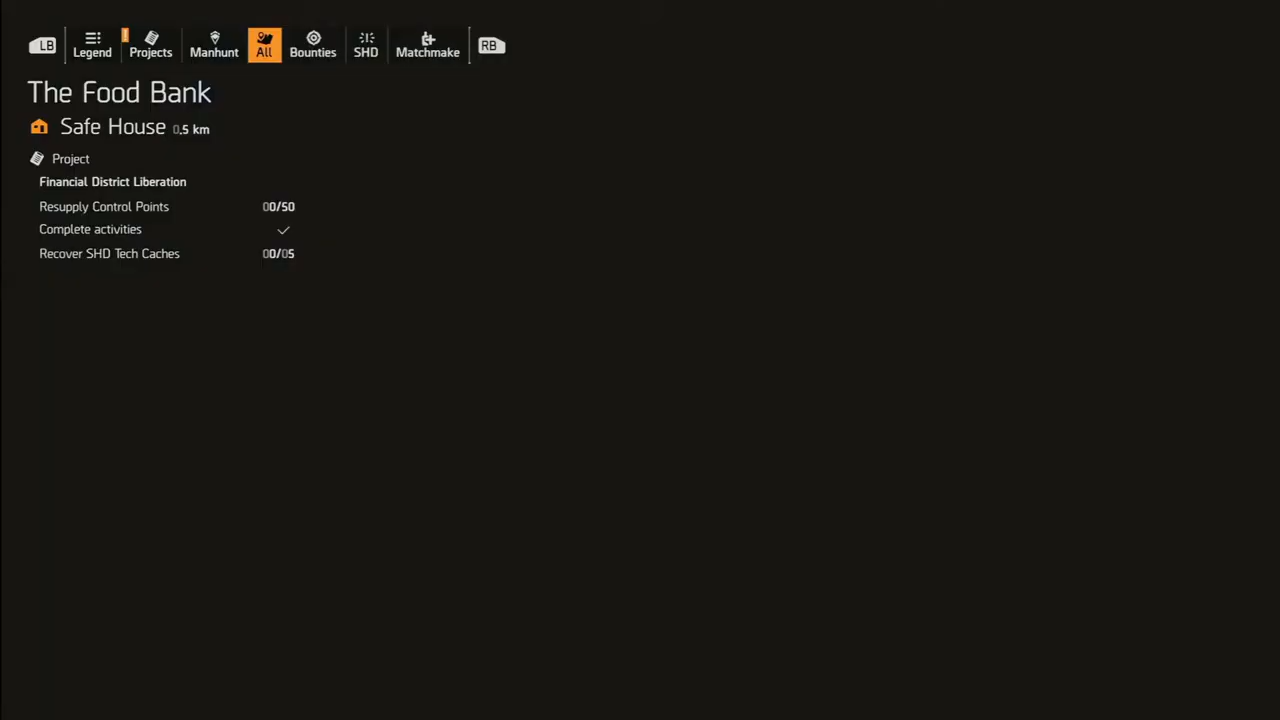 LB Legend Projects Manhunt All Bounties SHD Matchmake RB
The Food Bank
Safe House 0.5 km
Project
Financial District Liberation
Resupply Control Points 00/50
Complete activities
Recover SHD Tech Caches 00/05